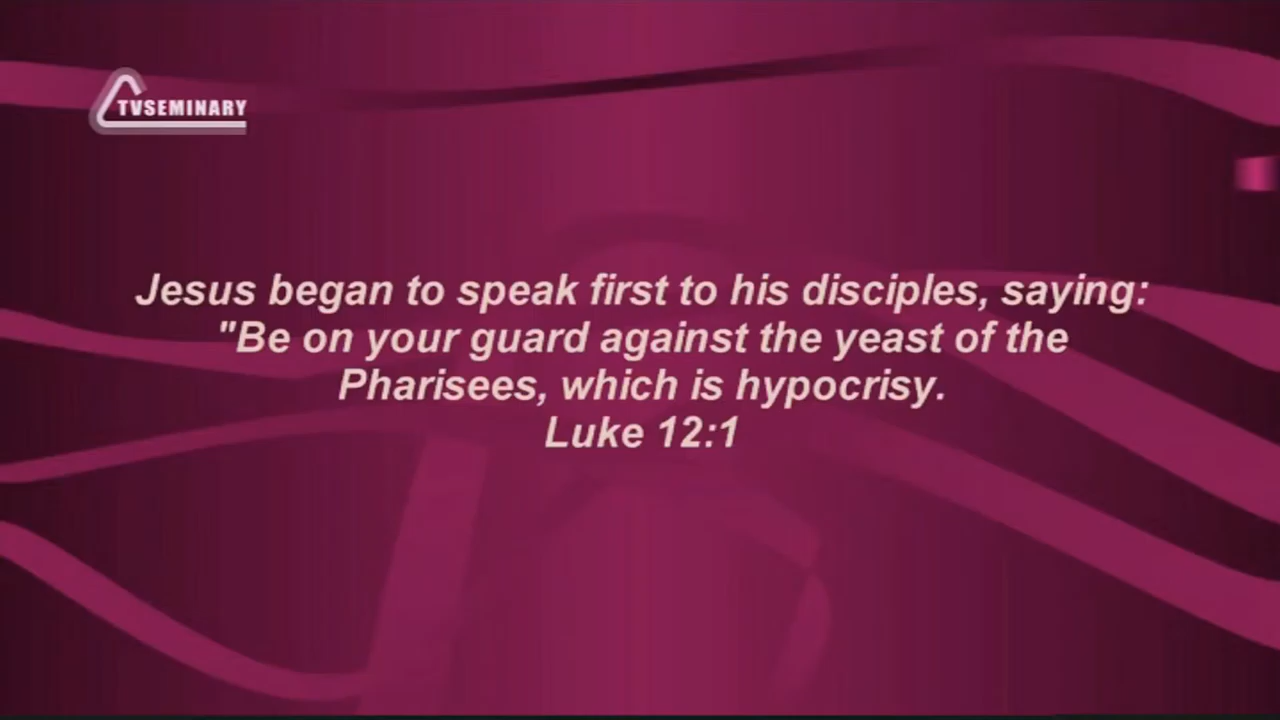 TVSEMINARY
Jesus began to speak first to his disciples, saying:
"Be on your guard against the yeast of the
Pharisees, which is hypocrisy.
Luke 12:1